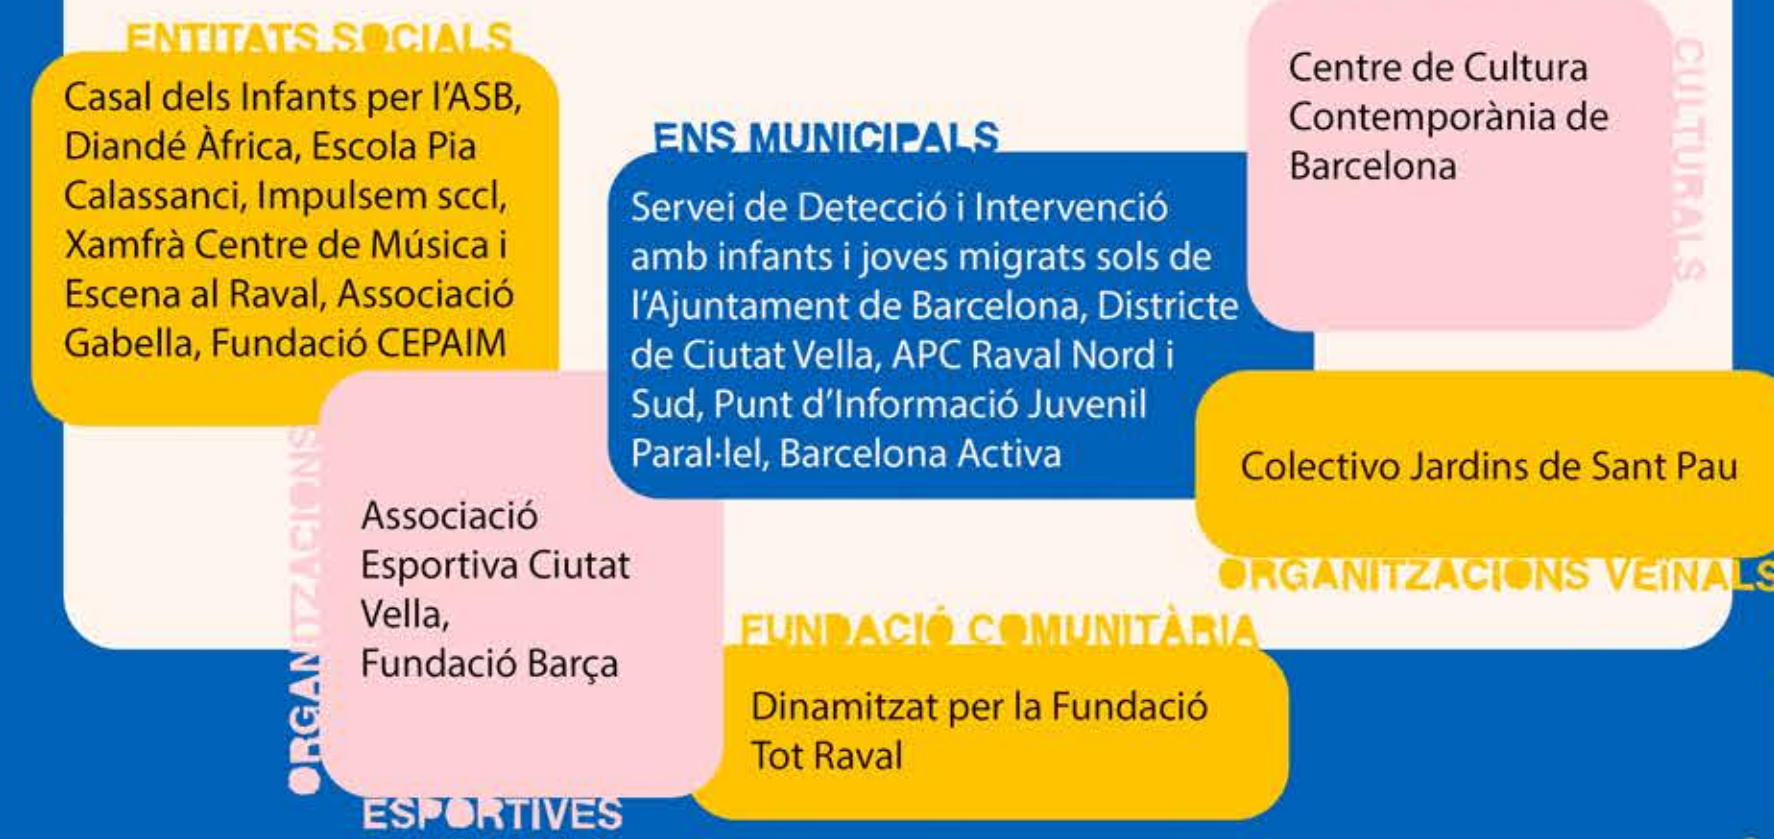 ENTITATS SOCIALS
Casal dels Infants per l’ASB,
Diandé Àfrica, Escola Pia
Calassanci, Impulsem sccl,
Xamfrà Centre de Música i
Escena al Raval, Associació
Gabella, Fundació CEPAIM
ENS MUNICIPALS
Servei de Detecció i Intervenció
amb infants i joves migrats sols de
l’Ajuntament de Barcelona, Districte
de Ciutat Vella, APC Raval Nord i
Sud, Punt d’Informació Juvenil
Paral·lel, Barcelona Activa
Centre de Cultura
Contemporània de
Barcelona
CULTURALS
Colectivo Jardins de Sant Pau
ORGANITZACIONS VEÏNALS
ORGANITZACIONS
Associació
Esportiva Ciutat
Vella,
Fundació Barça
ESPORTIVES
FUNDACIÓ COMUNITÀRIA
Dinamitzat per la Fundació
Tot Raval